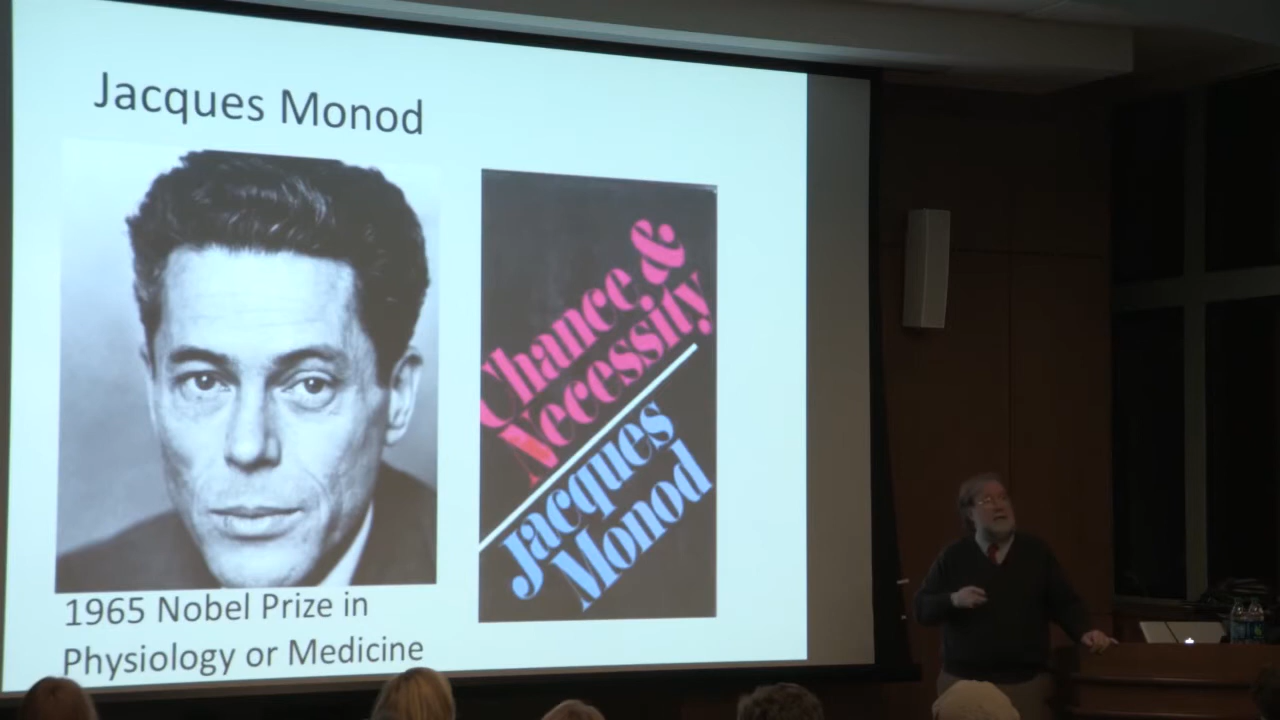 Jacques Monod
Chance &
Necessity
Jacques
Monod
1965 Nobel Prize in
Physiology or Medicine